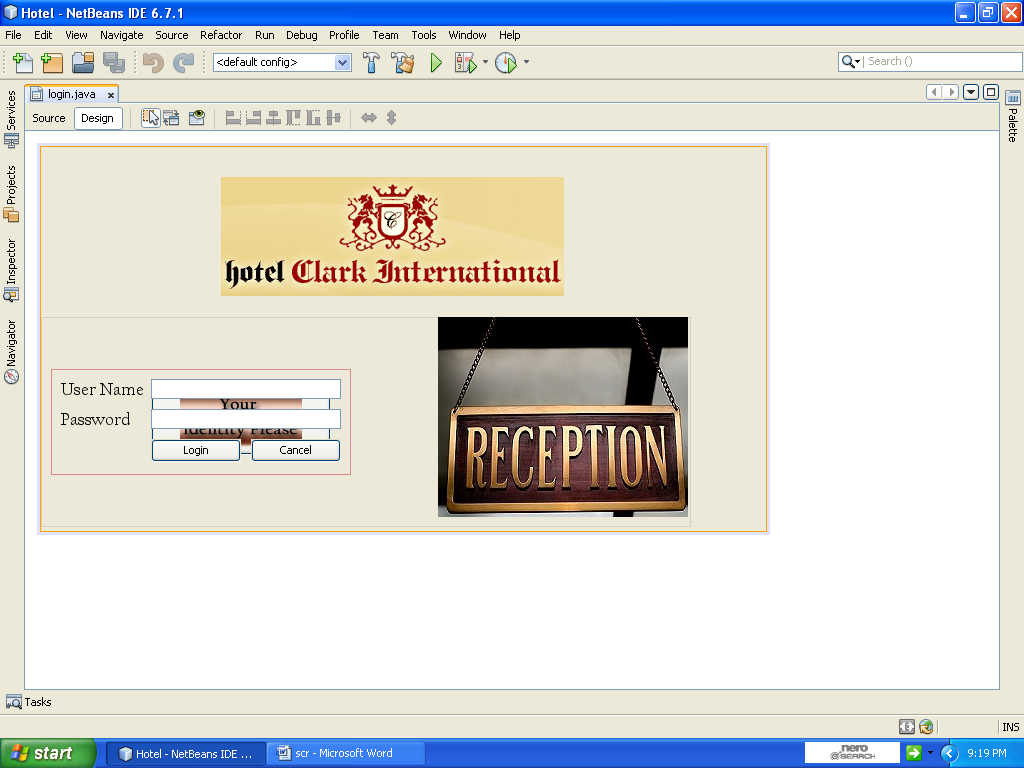 Hotel - NetBeans IDE 6.7.1
File Edit View Navigate Source Refactor Run Debug Profile Team Tools Window Help
<default config>
Search ()
login.java x
Source Design
Services
Projects
Inspector
Navigator
Palette
C
hotel Clark International
User Name
Your
Password
Identity Please
Login Cancel
RECEPTION
Tasks
INS
start
Hotel - NetBeans IDE ...
scr - Microsoft Word
nero
@SEARCH
9:19 PM